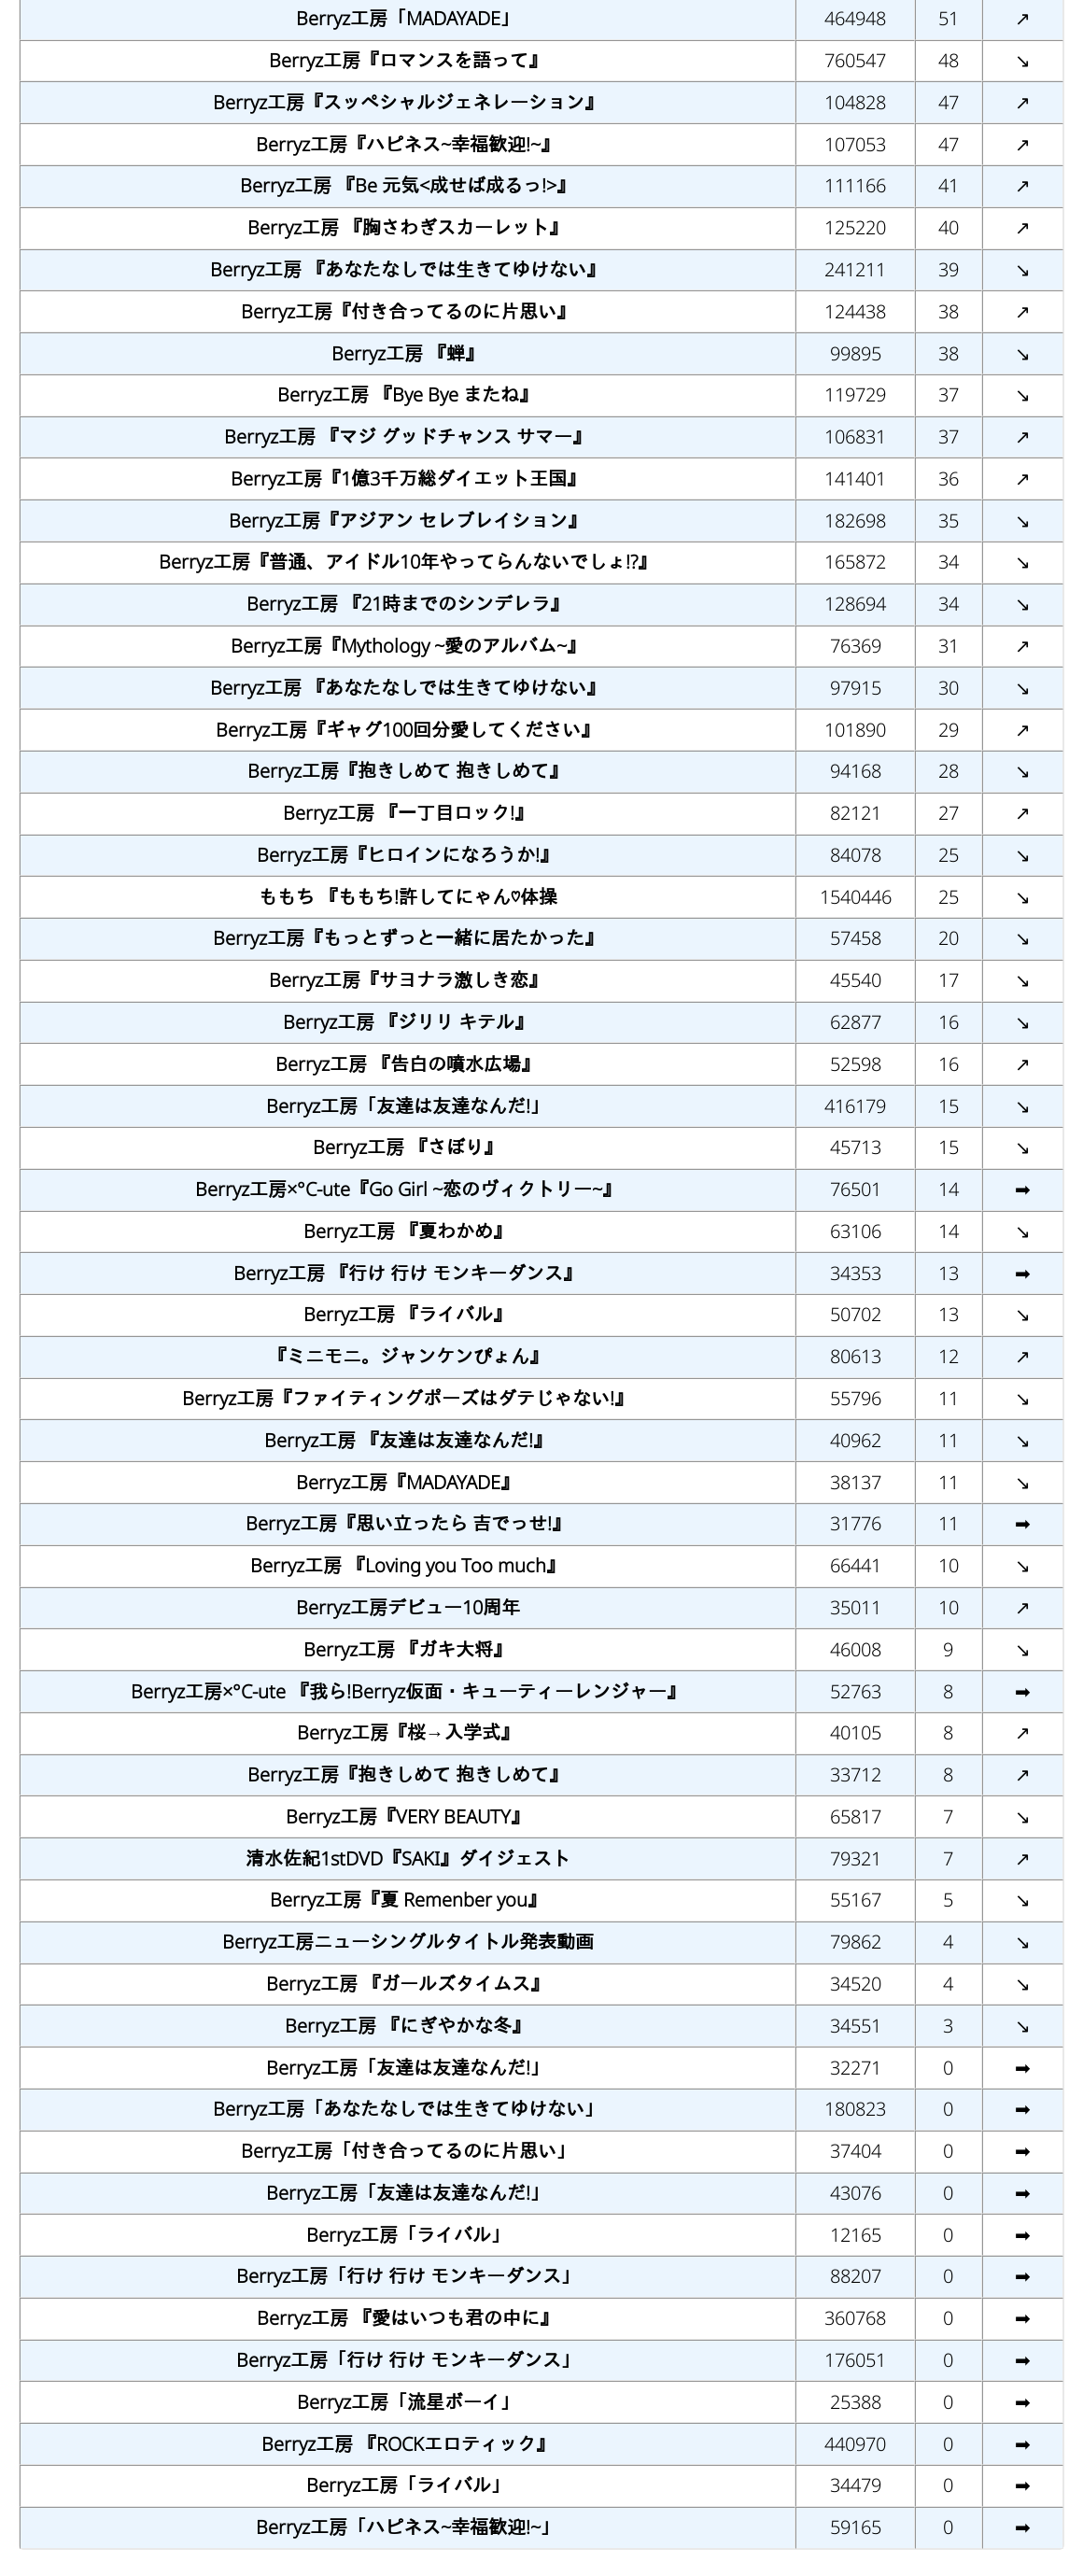 Berryz工房「MADAYADE」 464948 51 ↗
Berryz工房『ロマンスを語って』 760547 48 ↘
Berryz工房『スッペシャルジェネレーション』 104828 47 ↗
Berryz工房『ハピネス~幸福歓迎!~』 107053 47 ↗
Berryz工房 『Be 元気<成せば成るっ!>』 111166 41 ↗
Berryz工房 『胸さわぎスカーレット』 125220 40 ↗
Berryz工房 『あなたなしでは生きてゆけない』 241211 39 ↘
Berryz工房『付き合ってるのに片思い』 124438 38 ↗
Berryz工房 『蝉』 99895 38 ↘
Berryz工房 『Bye Bye またね』 119729 37 ↘
Berryz工房 『マジ グッドチャンス サマー』 106831 37 ↗
Berryz工房『1億3千万総ダイエット王国』 141401 36 ↗
Berryz工房『アジアン セレブレイション』 182698 35 ↘
Berryz工房『普通、アイドル10年やってらんないでしょ!?』 165872 34 ↘
Berryz工房 『21時までのシンデレラ』 128694 34 ↘
Berryz工房『Mythology ~愛のアルバム~』 76369 31 ↗
Berryz工房 『あなたなしでは生きてゆけない』 97915 30 ↘
Berryz工房『ギャグ100回分愛してください』 101890 29 ↗
Berryz工房『抱きしめて 抱きしめて』 94168 28 ↘
Berryz工房 『一丁目ロック!』 82121 27 ↗
Berryz工房『ヒロインになろうか!』 84078 25 ↘
ももち 『ももち!許してにゃん♡体操 1540446 25 ↘
Berryz工房『もっとずっと一緒に居たかった』 57458 20 ↘
Berryz工房『サヨナラ激しき恋』 45540 17 ↘
Berryz工房 『ジリリ キテル』 62877 16 ↘
Berryz工房 『告白の噴水広場』 52598 16 ↗
Berryz工房「友達は友達なんだ!」 416179 15 ↘
Berryz工房 『さぼり』 45713 15 ↘
Berryz工房×°C-ute『Go Girl ~恋のヴィクトリー~』 76501 14 ➡
Berryz工房 『夏わかめ』 63106 14 ↘
Berryz工房 『行け 行け モンキーダンス』 34353 13 ➡
Berryz工房 『ライバル』 50702 13 ↘
『ミニモニ。ジャンケンぴょん』 80613 12 ↗
Berryz工房『ファイティングポーズはダテじゃない!』 55796 11 ↘
Berryz工房 『友達は友達なんだ!』 40962 11 ↘
Berryz工房『MADAYADE』 38137 11 ↘
Berryz工房『思い立ったら 吉でっせ!』 31776 11 ➡
Berryz工房 『Loving you Too much』 66441 10 ↘
Berryz工房デビュー10周年 35011 10 ↗
Berryz工房 『ガキ大将』 46008 9 ↘
Berryz工房×°C-ute 『我ら!Berryz仮面・キューティーレンジャー』 52763 8 ➡
Berryz工房『桜→入学式』 40105 8 ↗
Berryz工房『抱きしめて 抱きしめて』 33712 8 ↗
Berryz工房『VERY BEAUTY』 65817 7 ↘
清水佐紀1stDVD『SAKI』ダイジェスト 79321 7 ↗
Berryz工房『夏 Remenber you』 55167 5 ↘
Berryz工房ニューシングルタイトル発表動画 79862 4 ↘
Berryz工房 『ガールズタイムス』 34520 4 ↘
Berryz工房 『にぎやかな冬』 34551 3 ↘
Berryz工房「友達は友達なんだ!」 32271 0 ➡
Berryz工房「あなたなしでは生きてゆけない」 180823 0 ➡
Berryz工房「付き合ってるのに片思い」 37404 0 ➡
Berryz工房「友達は友達なんだ!」 43076 0 ➡
Berryz工房「ライバル」 12165 0 ➡
Berryz工房「行け 行け モンキーダンス」 88207 0 ➡
Berryz工房 『愛はいつも君の中に』 360768 0 ➡
Berryz工房「行け 行け モンキーダンス」 176051 0 ➡
Berryz工房「流星ボーイ」 25388 0 ➡
Berryz工房 『ROCKエロティック』 440970 0 ➡
Berryz工房「ライバル」 34479 0 ➡
Berryz工房「ハピネス~幸福歓迎!~」 59165 0 ➡